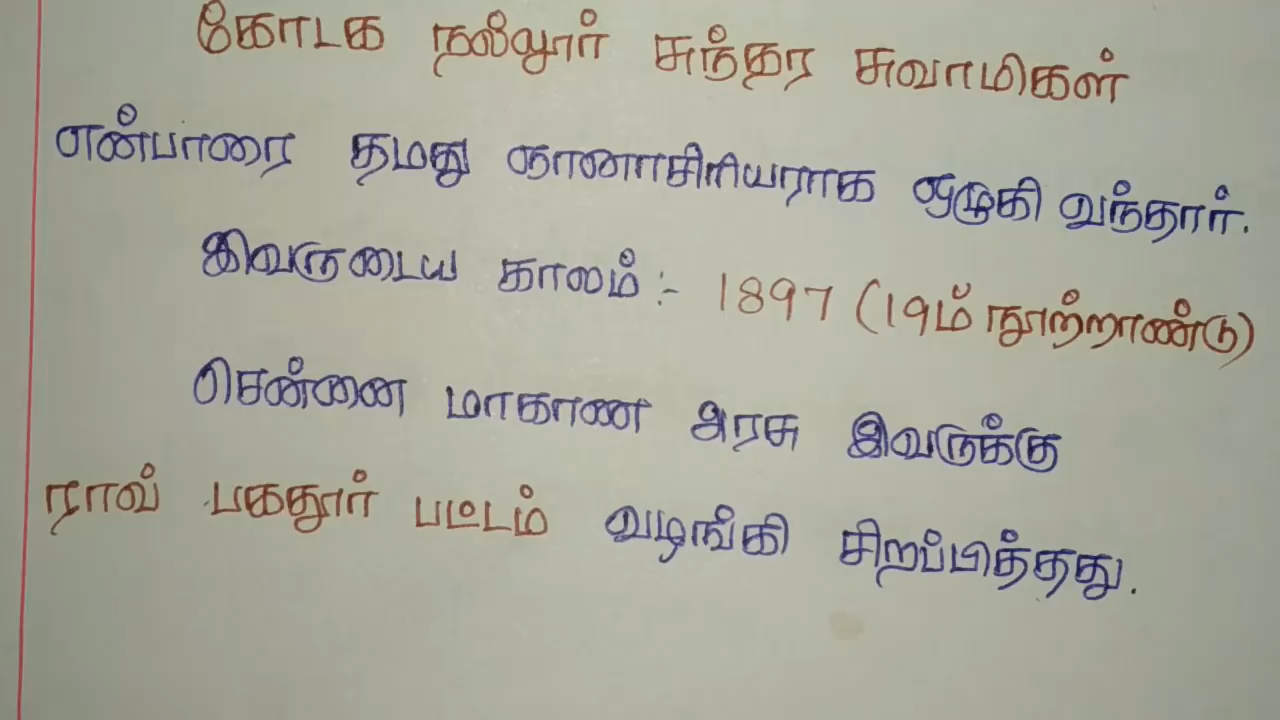 கோடக நல்லூர் சுந்தர சுவாமிகள்
என்பாரை தமது ஞானாசிரியராக ஒழுகி வந்தார்.
இவருடைய காலம் :- 1897 (19ம் நூற்றாண்டு)
சென்னை மாகாண அரசு இவருக்கு
ராவ் பகதூர் பட்டம் வழங்கி சிறப்பித்தது.